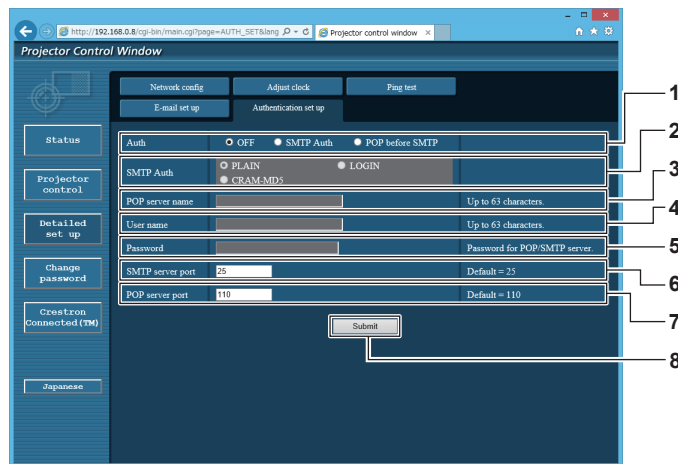 http://192.168.0.8/cgi-bin/main.cgi?page=AUTH_SET&lang Projector control window ×
Projector Control Window
Network config Adjust clock Ping test
E-mail set up Authentication set up
Status
Projector control
Detailed set up
Change password
Crestron Connected(TM)
Japanese
Auth OFF SMTP Auth POP before SMTP 1
SMTP Auth PLAIN LOGIN 2
CRAM-MD5
POP server name Up to 63 characters. 3
User name Up to 63 characters. 4
Password Password for POP/SMTP server. 5
SMTP server port 25 Default = 25 6
POP server port 110 Default = 110 7
Submit 8